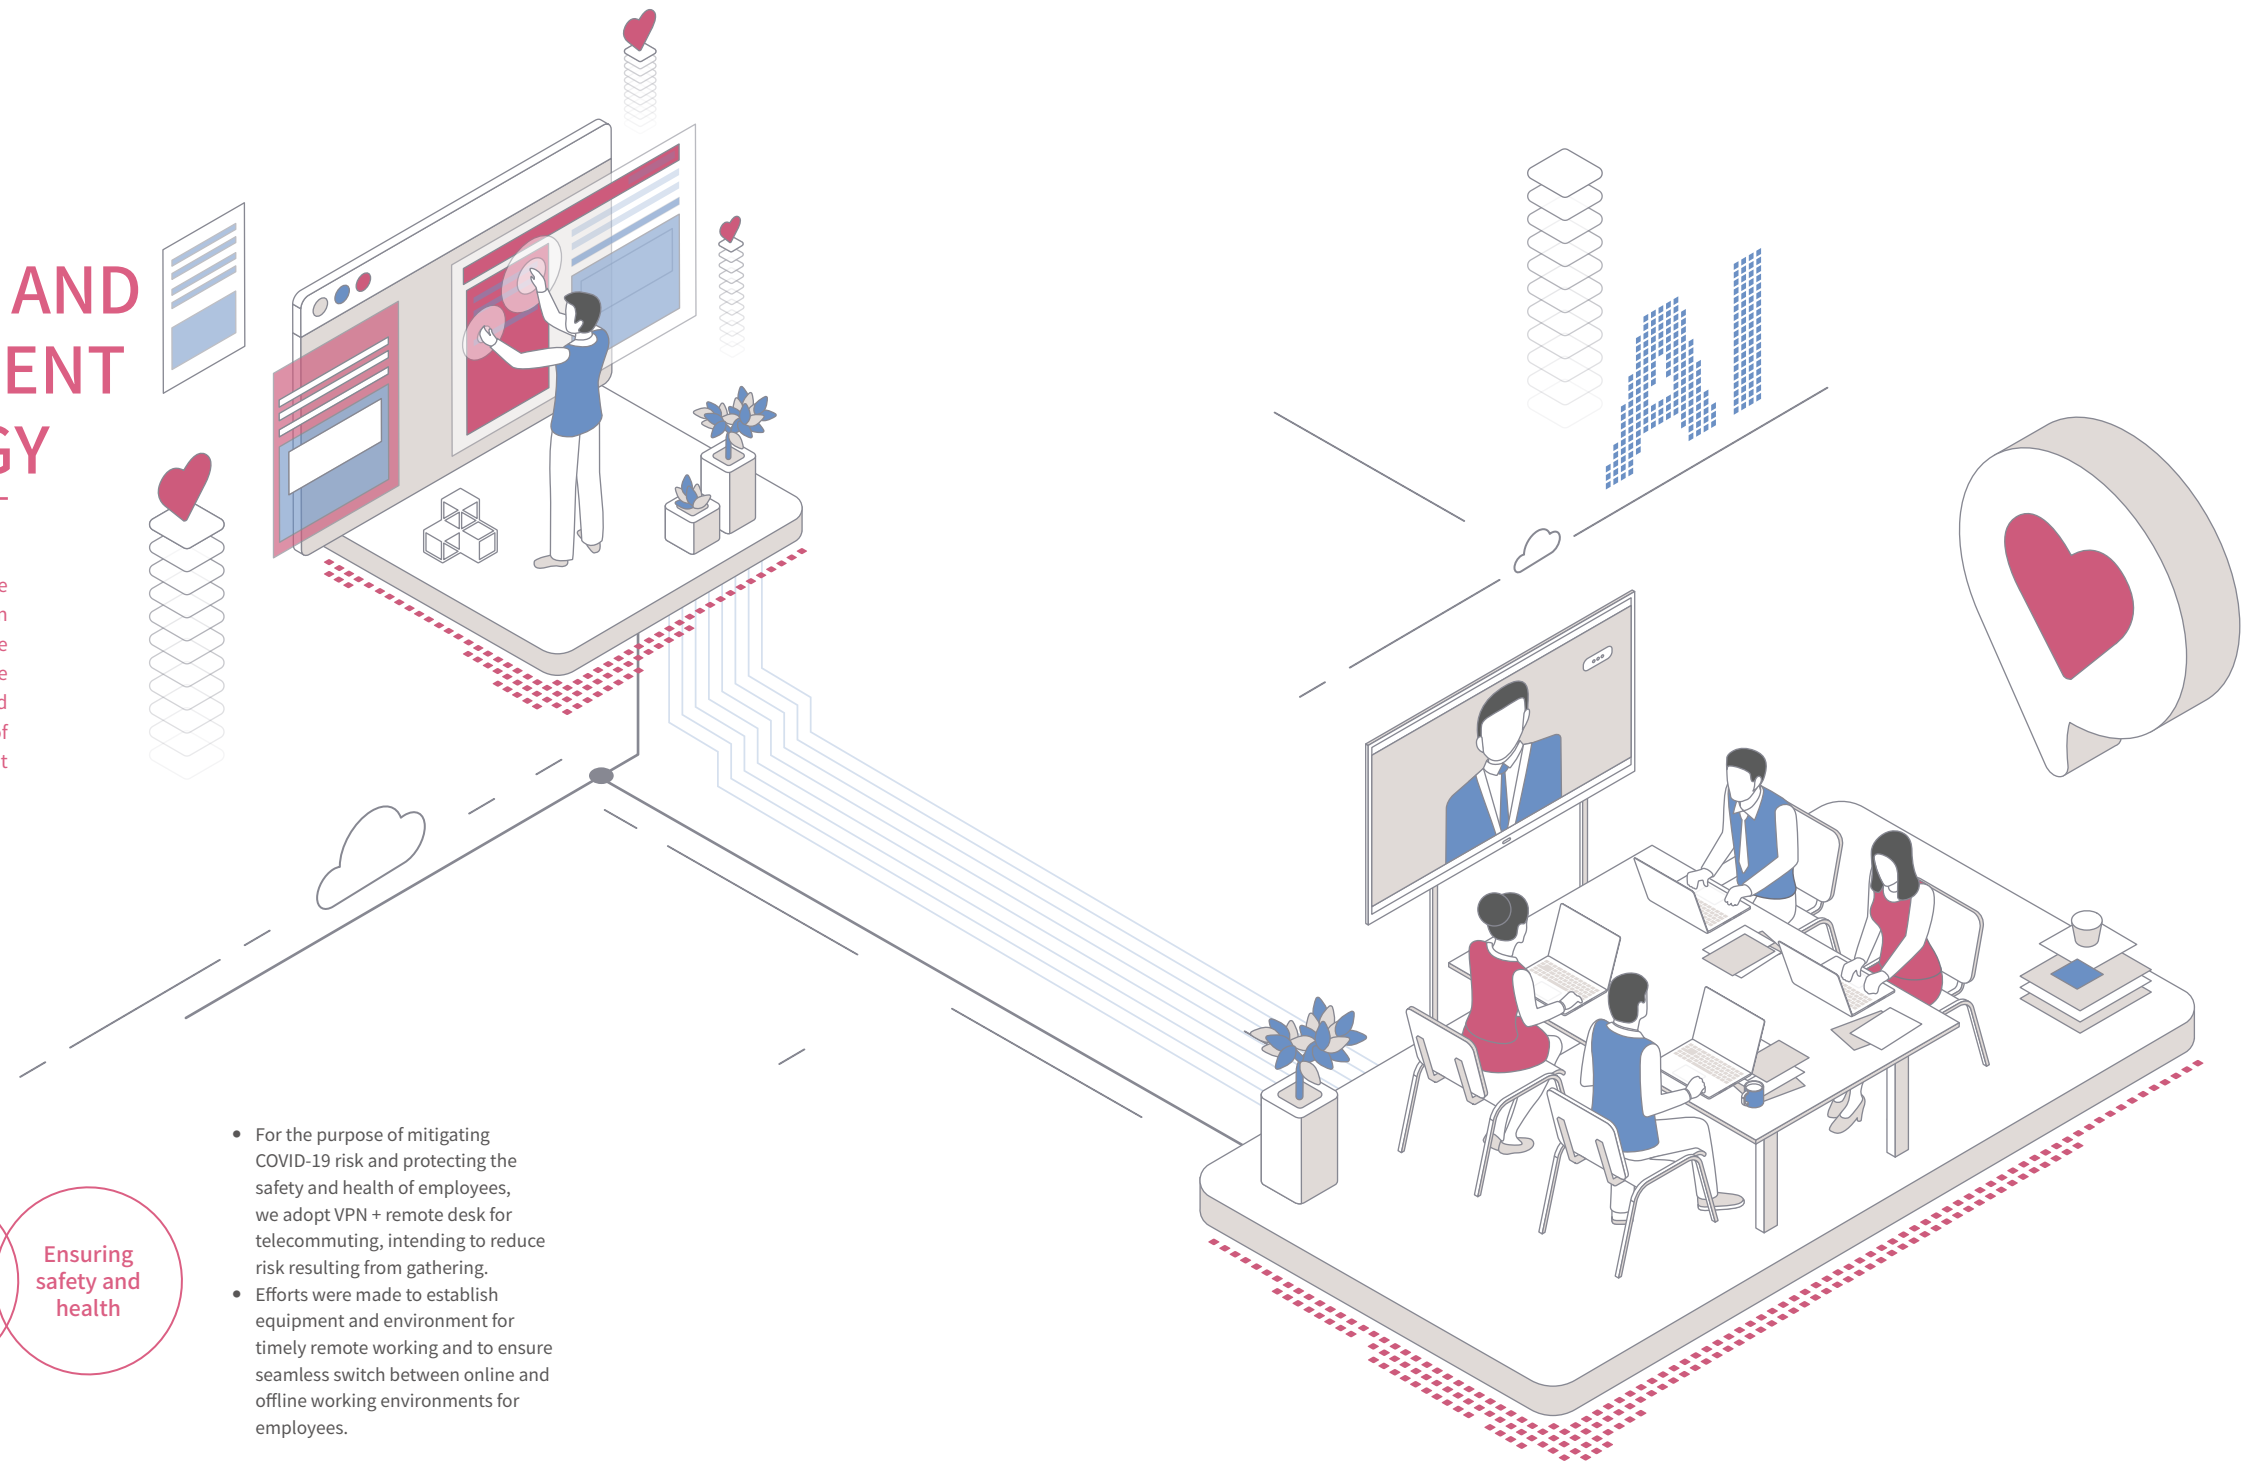 AND
ENT
GY
e
n
e
e
d
of
t
AI
Ensuring
safety and
health
• For the purpose of mitigating
COVID-19 risk and protecting the
safety and health of employees,
we adopt VPN + remote desk for
telecommuting, intending to reduce
risk resulting from gathering.
• Efforts were made to establish
equipment and environment for
timely remote working and to ensure
seamless switch between online and
offline working environments for
employees.